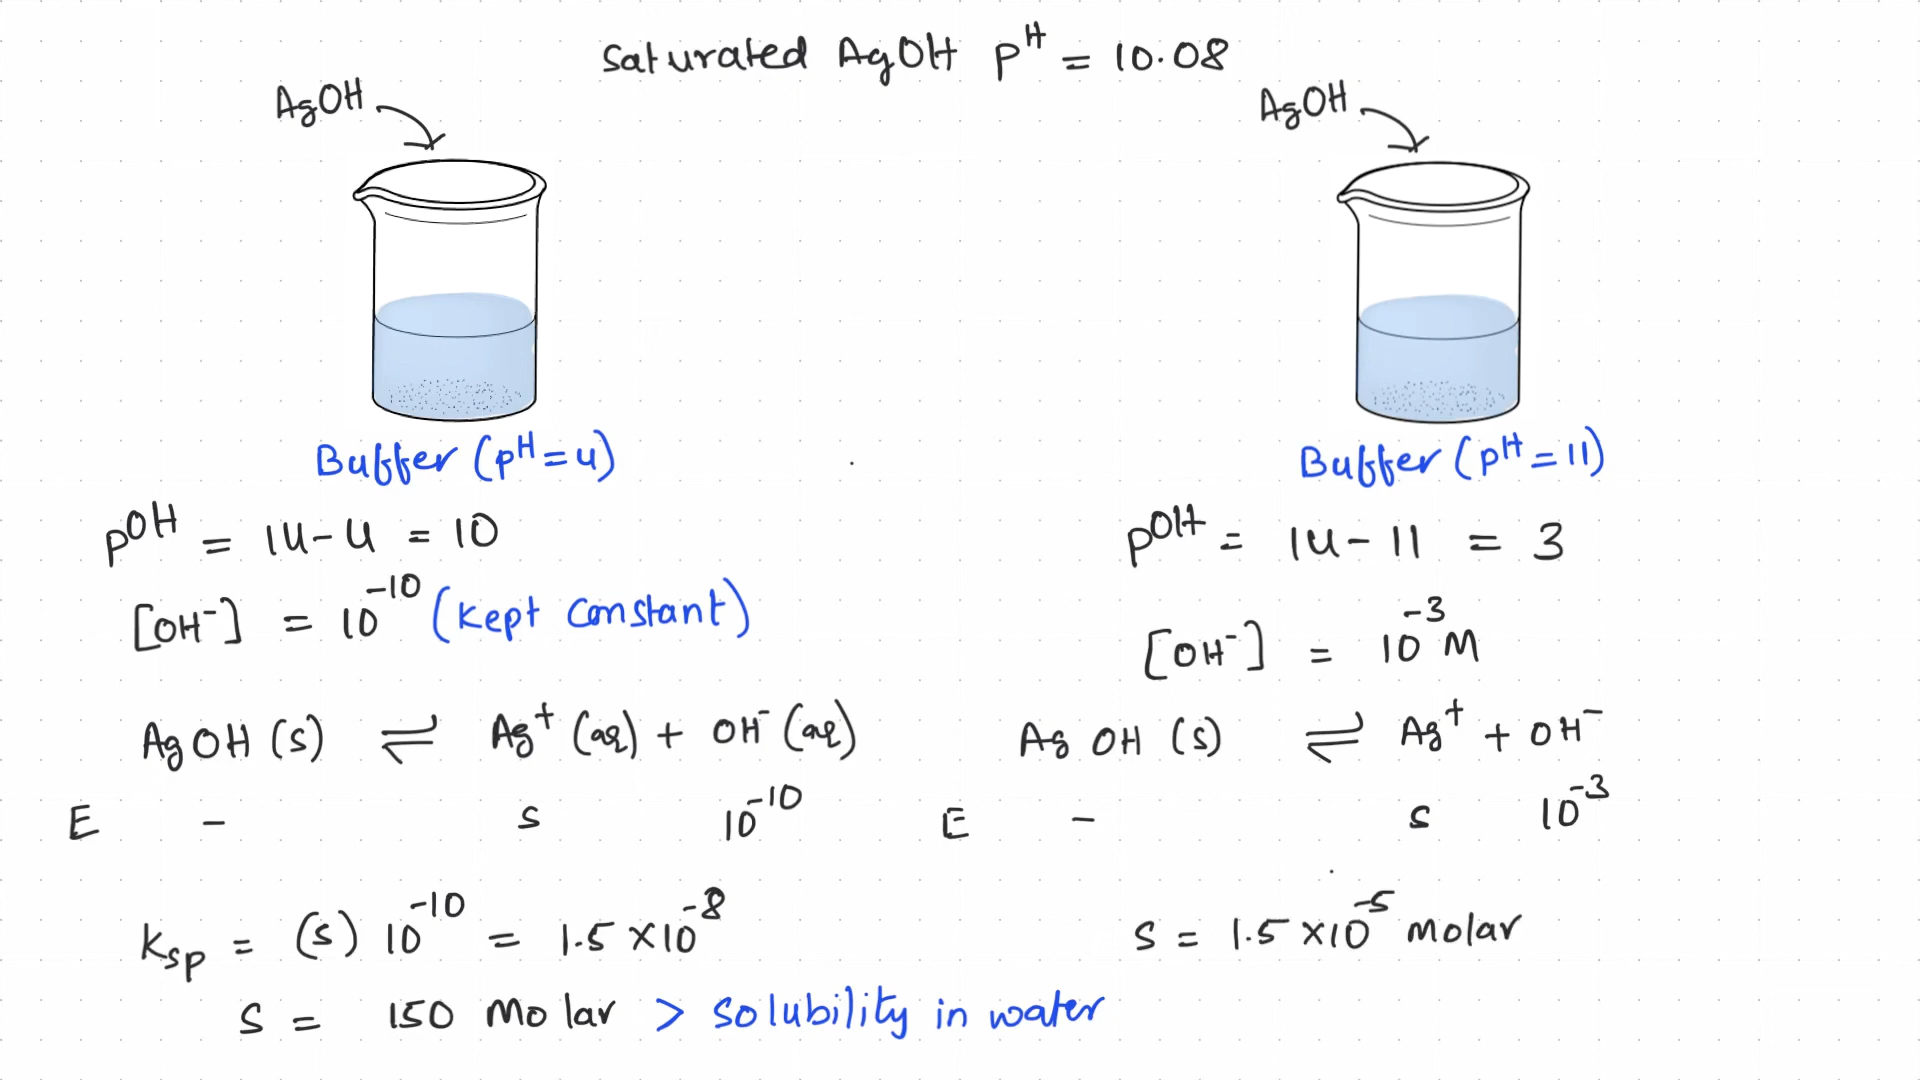 Saturated AgOH pH = 10.08
AgOH
Buffer (pH=4)
pOH = 14-4 = 10
[OH⁻] = 10⁻¹⁰ (kept constant)
AgOH (s) ⇌ Ag⁺ (aq) + OH⁻ (aq)
E - s 10⁻¹⁰
Ksp = (s) 10⁻¹⁰ = 1.5 ×10⁻⁸
s = 150 Molar > solubility in water
AgOH
Buffer (pH=11)
pOH = 14-11 = 3
[OH⁻] = 10⁻³ M
AgOH (s) ⇌ Ag⁺ + OH⁻
E - s 10⁻³
s = 1.5 ×10⁻⁵ molar